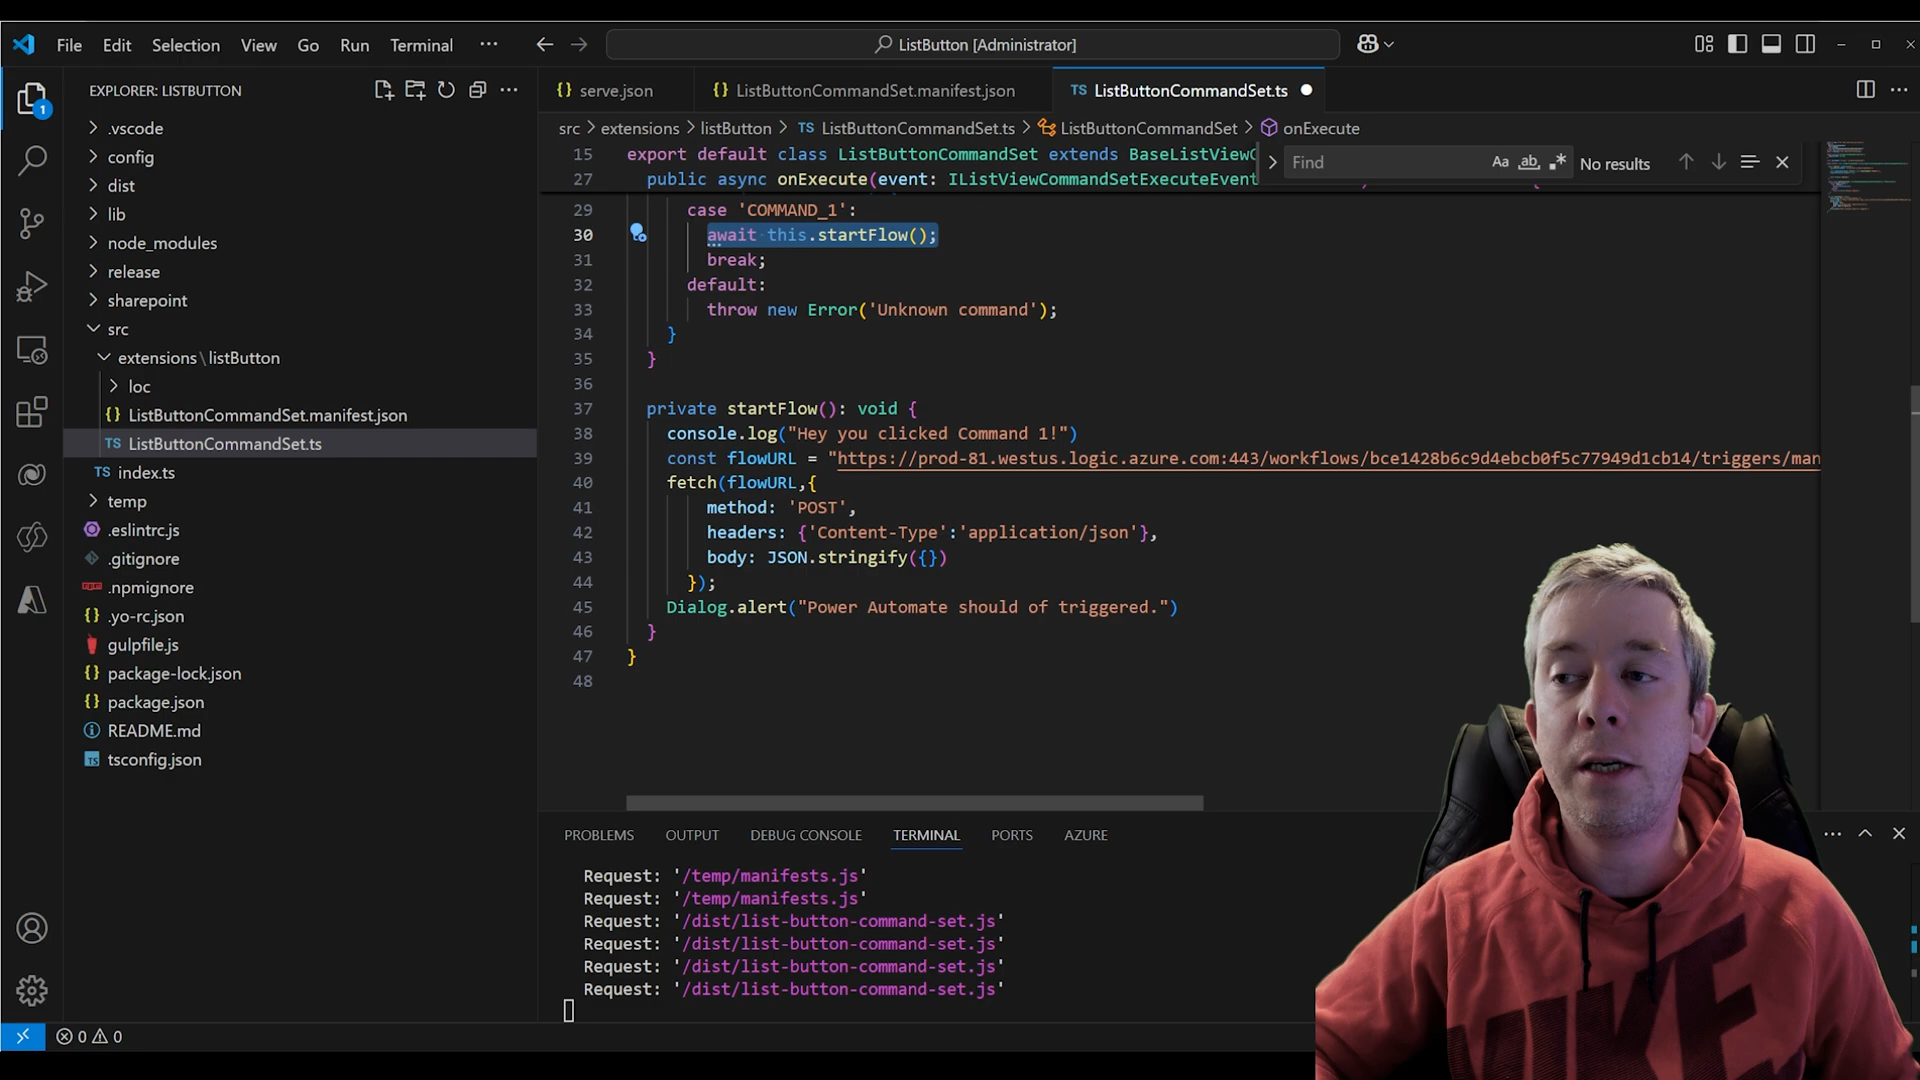 File Edit Selection View Go Run Terminal ··· ListButton [Administrator]
EXPLORER: LISTBUTTON
1
.vscode
config
dist
lib
node_modules
release
sharepoint
src
extensions\listButton
loc
{} ListButtonCommandSet.manifest.json
TS ListButtonCommandSet.ts
TS index.ts
temp
.eslintrc.js
.gitignore
.npmignore
{} .yo-rc.json
gulpfile.js
{} package-lock.json
{} package.json
README.md
tsconfig.json
{} serve.json {} ListButtonCommandSet.manifest.json TS ListButtonCommandSet.ts
src > extensions > listButton > TS ListButtonCommandSet.ts > ListButtonCommandSet > onExecute
Find Aa ab .* No results
15 export default class ListButtonCommandSet extends BaseListViewC
27 public async onExecute(event: IListViewCommandSetExecuteEvent
29 case 'COMMAND_1':
30 await this.startFlow();
31 break;
32 default:
33 throw new Error('Unknown command');
34 }
35 }
36
37 private startFlow(): void {
38 console.log("Hey you clicked Command 1!")
39 const flowURL = "https://prod-81.westus.logic.azure.com:443/workflows/bce1428b6c9d4ebcb0f5c77949d1cb14/triggers/man
40 fetch(flowURL,{
41 method: 'POST',
42 headers: {'Content-Type':'application/json'},
43 body: JSON.stringify({})
44 });
45 Dialog.alert("Power Automate should of triggered.")
46 }
47 }
48
PROBLEMS OUTPUT DEBUG CONSOLE TERMINAL PORTS AZURE
Request: '/temp/manifests.js'
Request: '/temp/manifests.js'
Request: '/dist/list-button-command-set.js'
Request: '/dist/list-button-command-set.js'
Request: '/dist/list-button-command-set.js'
Request: '/dist/list-button-command-set.js'
0 0
NIKE